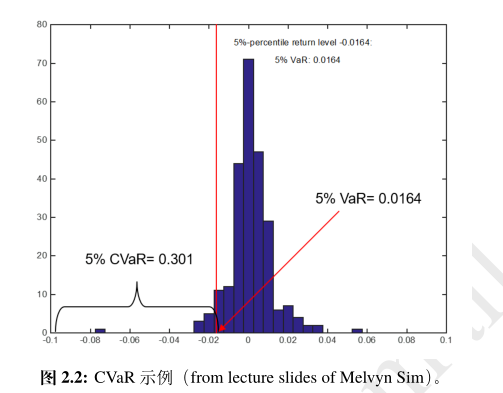 80
5%-percentile return level -0.0164:
5% VaR: 0.0164
70
60
50
40
5% VaR= 0.0164
30
20
5% CVaR= 0.301
10
0
-0.1 -0.08 -0.06 -0.04 -0.02 0 0.02 0.04 0.06 0.08 0.1
图 2.2: CVaR 示例（from lecture slides of Melvyn Sim）。